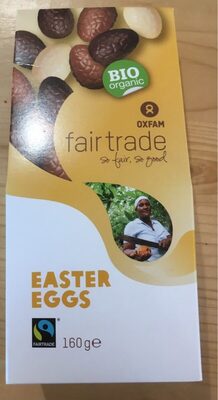 BIO
organic
OXFAM
fairtrade
so fair, so good
EASTER
EGGS
FAIRTRADE
160g℮